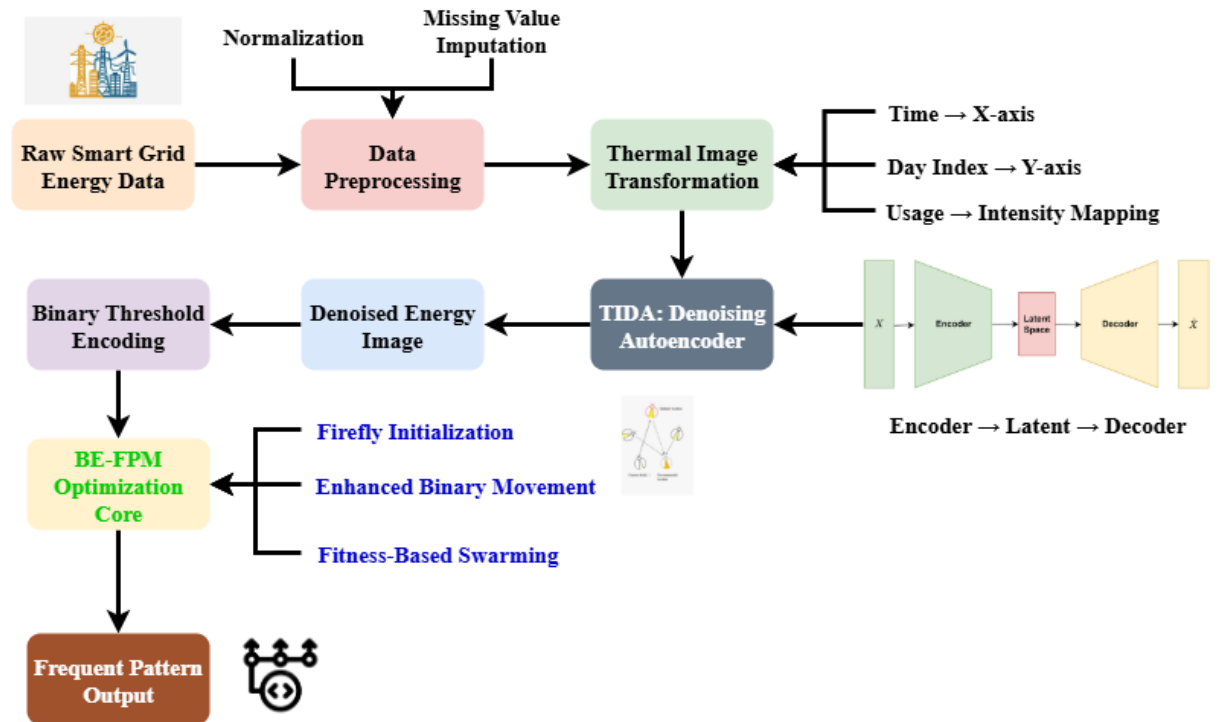 Normalization
Missing Value
Imputation
Raw Smart Grid
Energy Data
Data
Preprocessing
Thermal Image
Transformation
Time → X-axis
Day Index → Y-axis
Usage → Intensity Mapping
Binary Threshold
Encoding
Denoised Energy
Image
TIDA: Denoising
Autoencoder
X
Encoder
Latent
Space
Decoder
Encoder → Latent → Decoder
BE-FPM
Optimization
Core
Firefly Initialization
Enhanced Binary Movement
Fitness-Based Swarming
Frequent Pattern
Output